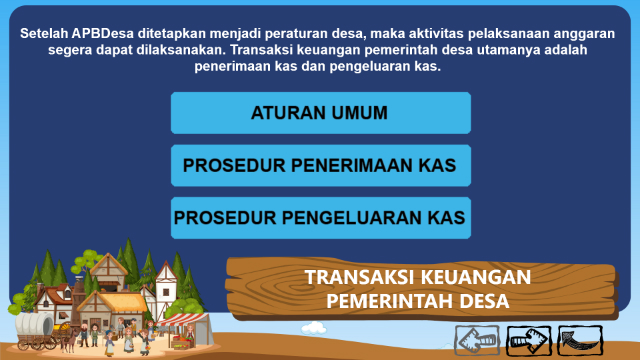 Setelah APBDesa ditetapkan menjadi peraturan desa, maka aktivitas pelaksanaan anggaran
segera dapat dilaksanakan. Transaksi keuangan pemerintah desa utamanya adalah
penerimaan kas dan pengeluaran kas.
ATURAN UMUM
PROSEDUR PENERIMAAN KAS
PROSEDUR PENGELUARAN KAS
TRANSAKSI KEUANGAN
PEMERINTAH DESA